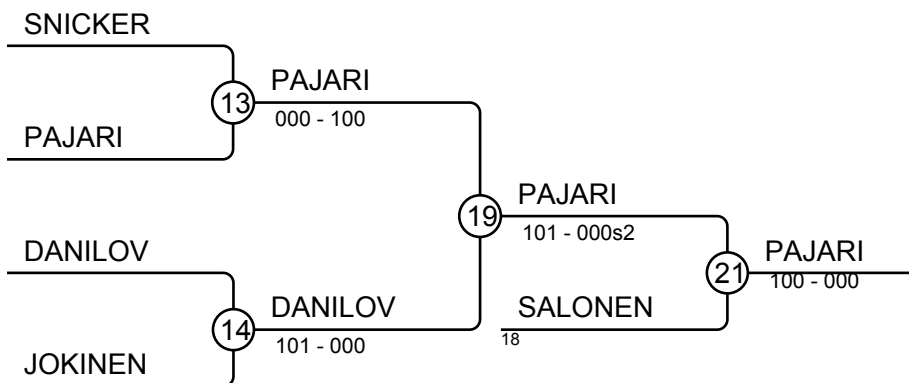 SNICKER
13
PAJARI
000 - 100
PAJARI
19
PAJARI
101 - 000s2
DANILOV
21
PAJARI
100 - 000
14
DANILOV
101 - 000
SALONEN
18
JOKINEN